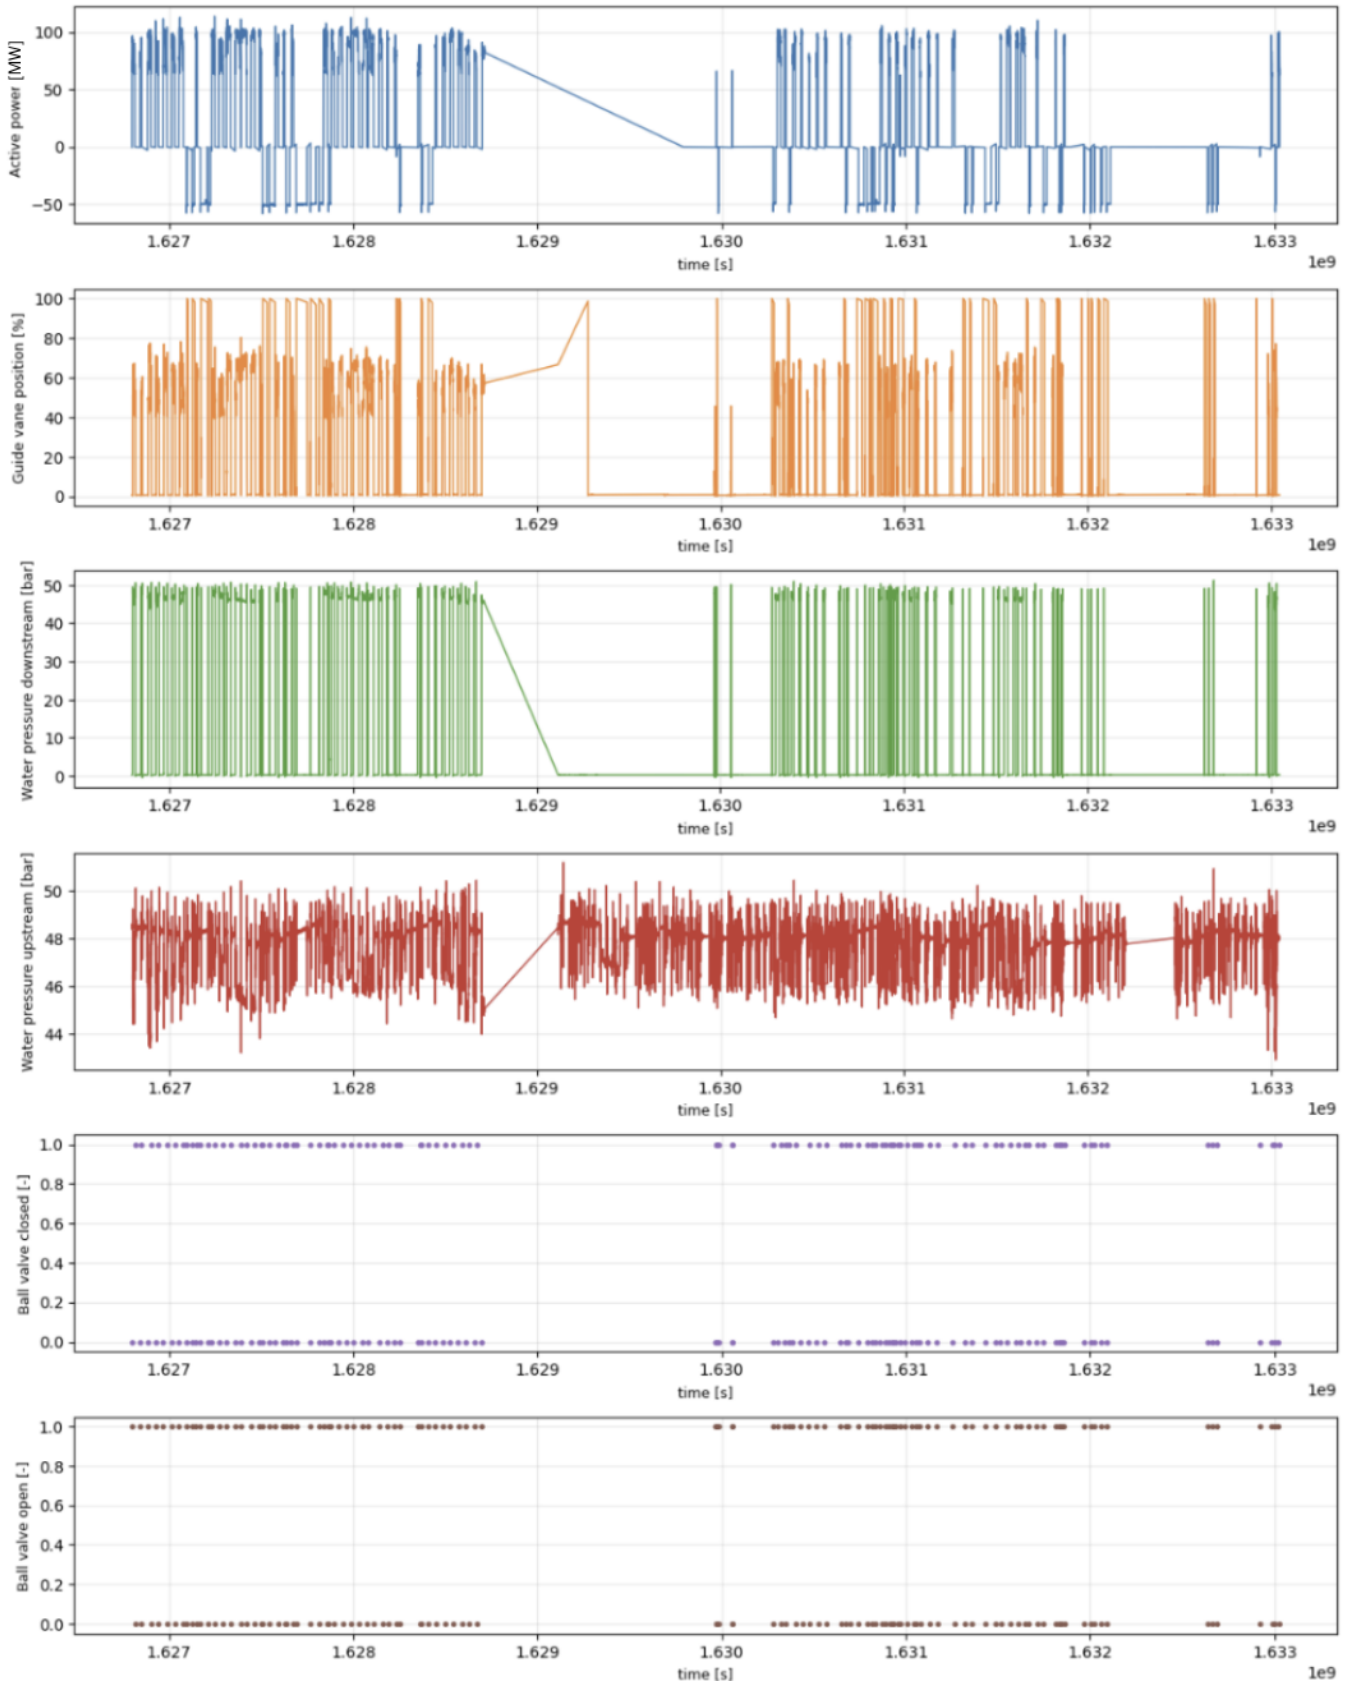 Active power [MW]
100
50
0
−50
1.627 1.628 1.629 1.630 1.631 1.632 1.633
time [s]
1e9
Guide vane position [%]
100
80
60
40
20
0
1.627 1.628 1.629 1.630 1.631 1.632 1.633
time [s]
1e9
Water pressure downstream [bar]
50
40
30
20
10
0
1.627 1.628 1.629 1.630 1.631 1.632 1.633
time [s]
1e9
Water pressure upstream [bar]
50
48
46
44
1.627 1.628 1.629 1.630 1.631 1.632 1.633
time [s]
1e9
Ball valve closed [-]
1.0
0.8
0.6
0.4
0.2
0.0
1.627 1.628 1.629 1.630 1.631 1.632 1.633
time [s]
1e9
Ball valve open [-]
1.0
0.8
0.6
0.4
0.2
0.0
1.627 1.628 1.629 1.630 1.631 1.632 1.633
time [s]
1e9